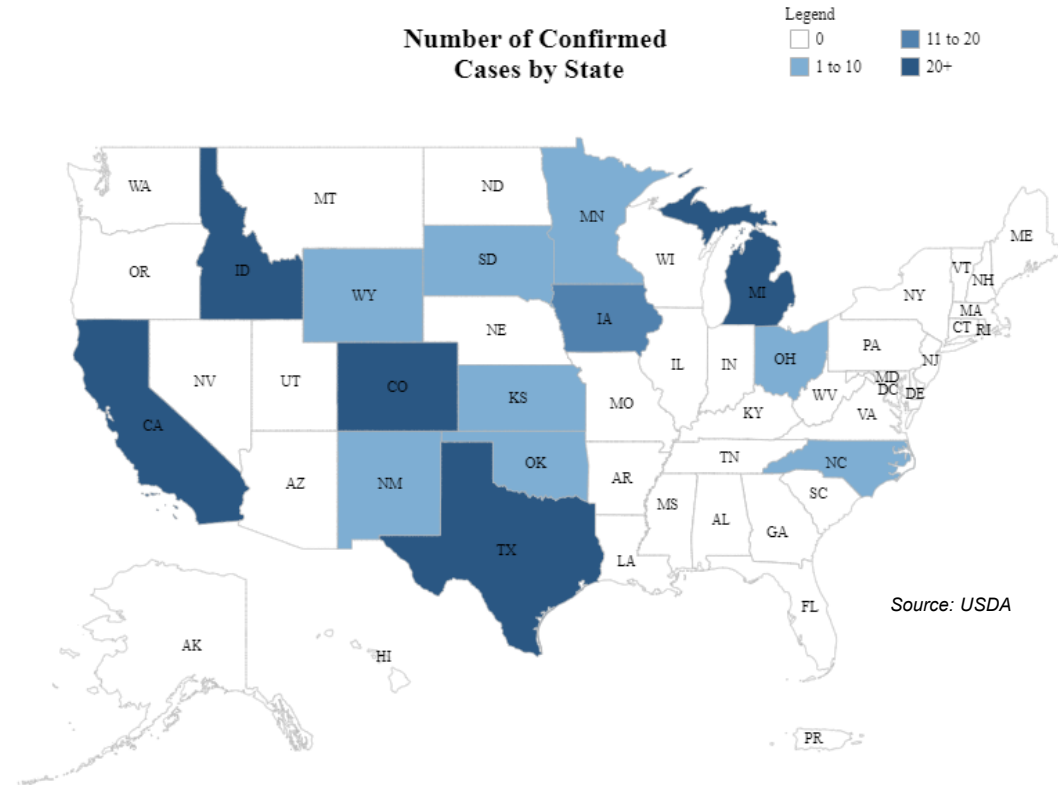 Number of Confirmed
Cases by State
Legend
0
11 to 20
1 to 10
20+
WA
MT
ND
MN
ME
OR
ID
SD
WI
VT
NH
WY
MI
NY
MA
IA
CT
RI
NE
PA
NJ
NV
UT
CO
IL
IN
OH
MD
DC
DE
KS
MO
WV
VA
CA
KY
AZ
NM
OK
TN
NC
AR
SC
MS
AL
GA
TX
LA
FL
Source: USDA
AK
HI
PR